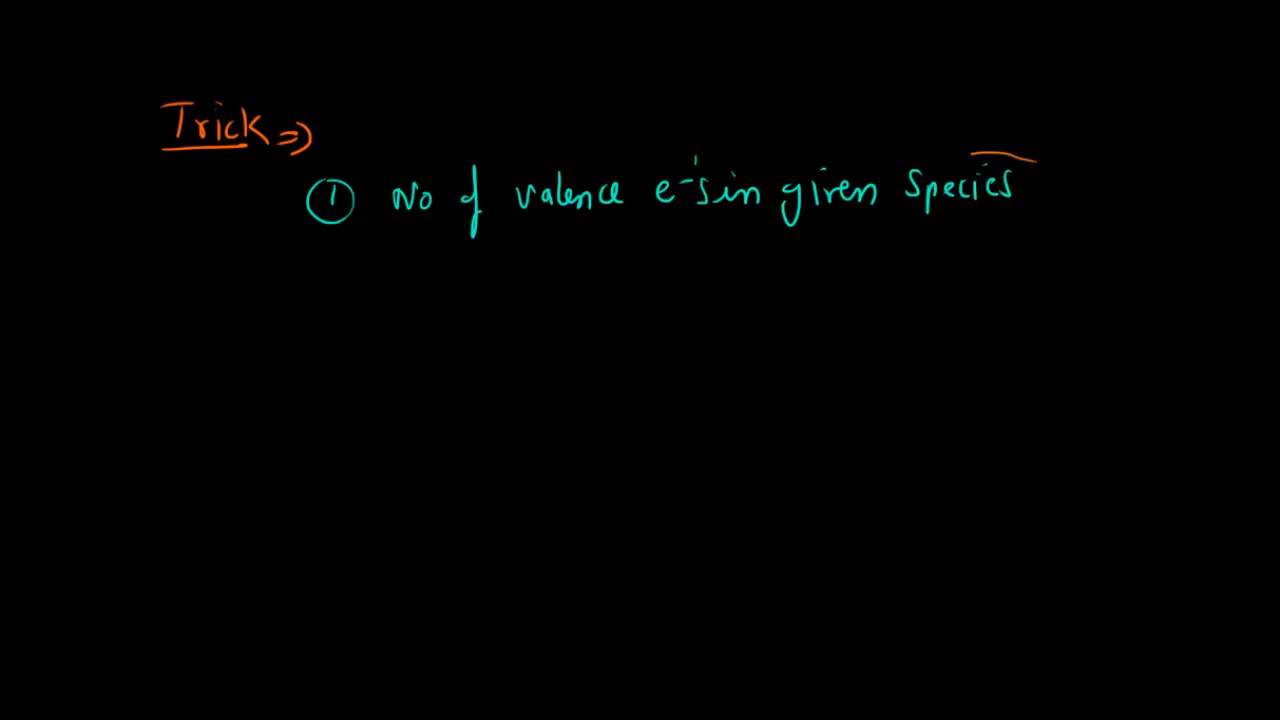 Trick ⇒
① No of valence e⁻'s in given species